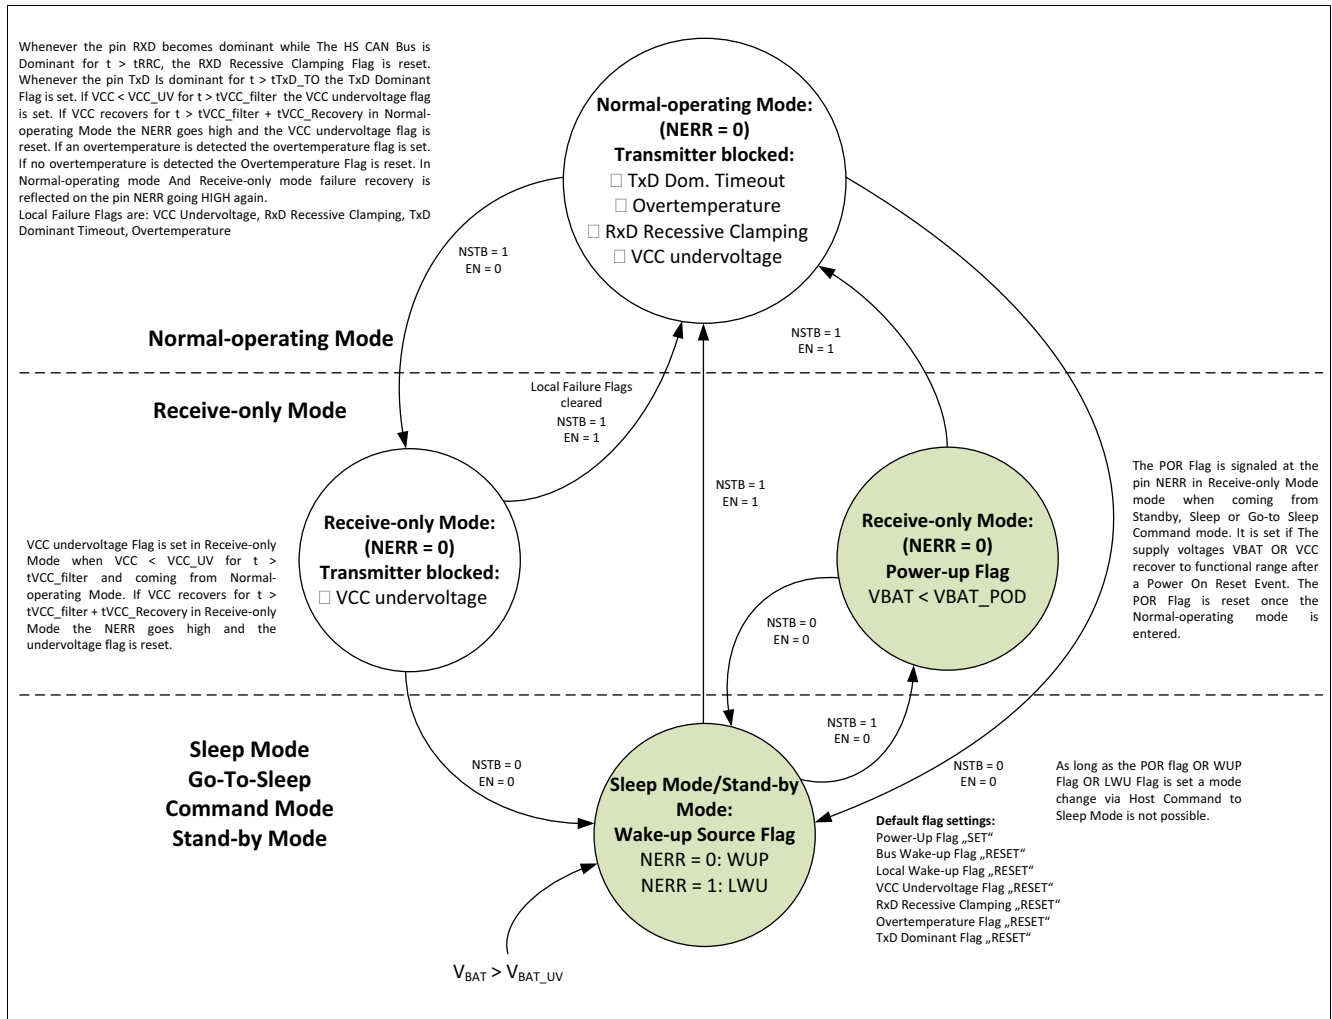 Whenever the pin RXD becomes dominant while The HS CAN Bus is
Dominant for t > tRRC, the RXD Recessive Clamping Flag is reset.
Whenever the pin TxD Is dominant for t > tTxD_TO the TxD Dominant
Flag is set. If VCC < VCC_UV for t > tVCC_filter the VCC undervoltage flag
is set. If VCC recovers for t > tVCC_filter + tVCC_Recovery in Normal-
operating Mode the NERR goes high and the VCC undervoltage flag is
reset. If an overtemperature is detected the overtemperature flag is set.
If no overtemperature is detected the Overtemperature Flag is reset. In
Normal-operating mode And Receive-only mode failure recovery is
reflected on the pin NERR going HIGH again.
Local Failure Flags are: VCC Undervoltage, RxD Recessive Clamping, TxD
Dominant Timeout, Overtemperature
Normal-operating Mode:
(NERR = 0)
Transmitter blocked:
□ TxD Dom. Timeout
□ Overtemperature
□ RxD Recessive Clamping
□ VCC undervoltage
NSTB = 1
EN = 0
NSTB = 1
EN = 1
Normal-operating Mode
Receive-only Mode
Local Failure Flags
cleared
NSTB = 1
EN = 1
NSTB = 1
EN = 1
Receive-only Mode:
(NERR = 0)
Transmitter blocked:
□ VCC undervoltage
Receive-only Mode:
(NERR = 0)
Power-up Flag
VBAT < VBAT_POD
The POR Flag is signaled at the
pin NERR in Receive-only Mode
mode when coming from
Standby, Sleep or Go-to Sleep
Command mode. It is set if The
supply voltages VBAT OR VCC
recover to functional range after
a Power On Reset Event. The
POR Flag is reset once the
Normal-operating mode is
entered.
VCC undervoltage Flag is set in Receive-only
Mode when VCC < VCC_UV for t >
tVCC_filter and coming from Normal-
operating Mode. If VCC recovers for t >
tVCC_filter + tVCC_Recovery in Receive-only
Mode the NERR goes high and the
undervoltage flag is reset.
NSTB = 0
EN = 0
NSTB = 1
EN = 0
Sleep Mode
Go-To-Sleep
Command Mode
Stand-by Mode
NSTB = 0
EN = 0
Sleep Mode/Stand-by
Mode:
Wake-up Source Flag
NERR = 0: WUP
NERR = 1: LWU
NSTB = 0
EN = 0
As long as the POR flag OR WUP
Flag OR LWU Flag is set a mode
change via Host Command to
Sleep Mode is not possible.
Default flag settings:
Power-Up Flag „SET“
Bus Wake-up Flag „RESET“
Local Wake-up Flag „RESET“
VCC Undervoltage Flag „RESET“
RxD Recessive Clamping „RESET“
Overtemperature Flag „RESET“
TxD Dominant Flag „RESET“
VBAT > VBAT_UV